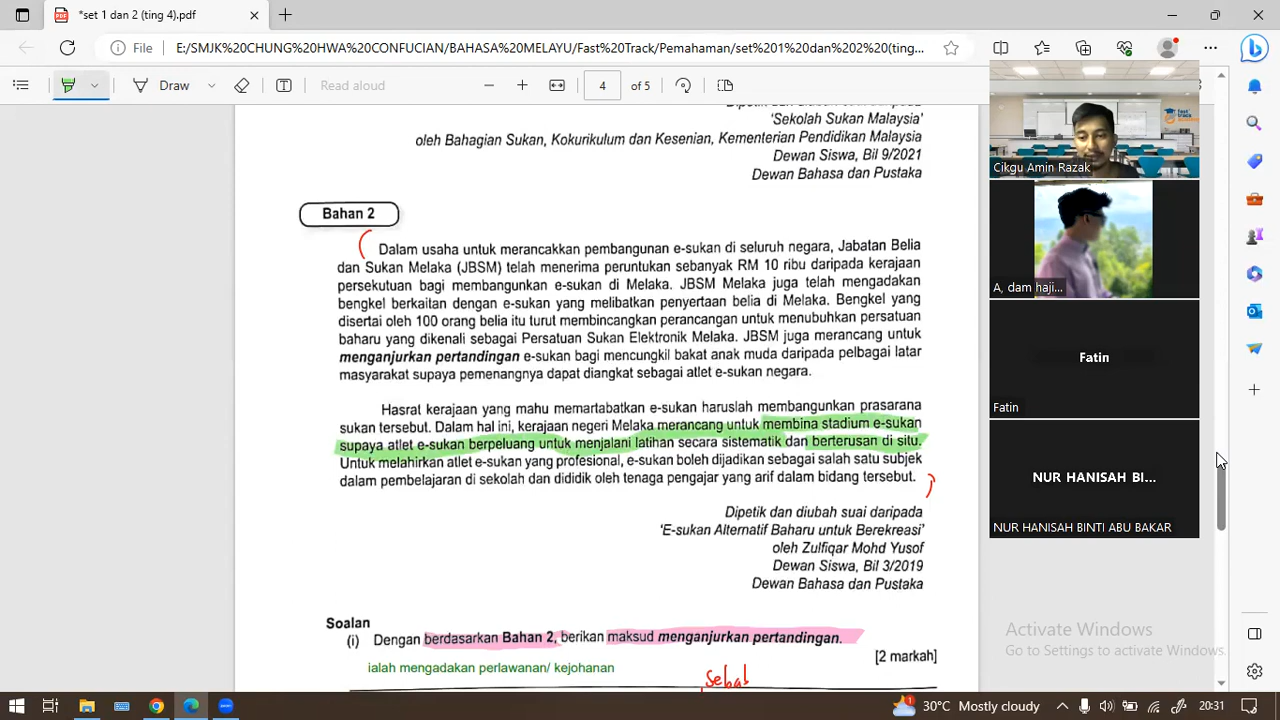 *set 1 dan 2 (ting 4).pdf
File E:/SMJK%20CHUNG%20HWA%20CONFUCIAN/BAHASA%20MELAYU/Fast%20Track/Pemahaman/set%201%20dan%202%20(ting...
Draw
Read aloud
4 of 5
'Sekolah Sukan Malaysia'
oleh Bahagian Sukan, Kokurikulum dan Kesenian, Kementerian Pendidikan Malaysia
Dewan Siswa, Bil 9/2021
Dewan Bahasa dan Pustaka
Bahan 2
Dalam usaha untuk merancakkan pembangunan e-sukan di seluruh negara, Jabatan Belia
dan Sukan Melaka (JBSM) telah menerima peruntukan sebanyak RM 10 ribu daripada kerajaan
persekutuan bagi membangunkan e-sukan di Melaka. JBSM Melaka juga telah mengadakan
bengkel berkaitan dengan e-sukan yang melibatkan penyertaan belia di Melaka. Bengkel yang
disertai oleh 100 orang belia itu turut membincangkan perancangan untuk menubuhkan persatuan
baharu yang dikenali sebagai Persatuan Sukan Elektronik Melaka. JBSM juga merancang untuk
menganjurkan pertandingan e-sukan bagi mencungkil bakat anak muda daripada pelbagai latar
masyarakat supaya pemenangnya dapat diangkat sebagai atlet e-sukan negara.
Hasrat kerajaan yang mahu memartabatkan e-sukan haruslah membangunkan prasarana
sukan tersebut. Dalam hal ini, kerajaan negeri Melaka merancang untuk membina stadium e-sukan
supaya atlet e-sukan berpeluang untuk menjalani latihan secara sistematik dan berterusan di situ.
Untuk melahirkan atlet e-sukan yang profesional, e-sukan boleh dijadikan sebagai salah satu subjek
dalam pembelajaran di sekolah dan dididik oleh tenaga pengajar yang arif dalam bidang tersebut.
Dipetik dan diubah suai daripada
'E-sukan Alternatif Baharu untuk Berekreasi'
oleh Zulfiqar Mohd Yusof
Dewan Siswa, Bil 3/2019
Dewan Bahasa dan Pustaka
Soalan
(i) Dengan berdasarkan Bahan 2, berikan maksud menganjurkan pertandingan.
[2 markah]
ialah mengadakan perlawanan/ kejohanan
Cikgu Amin Razak
A, dam haji...
Fatin
Fatin
NUR HANISAH BI...
NUR HANISAH BINTI ABU BAKAR
Activate Windows
Go to Settings to activate Windows.
30°C Mostly cloudy
20:31